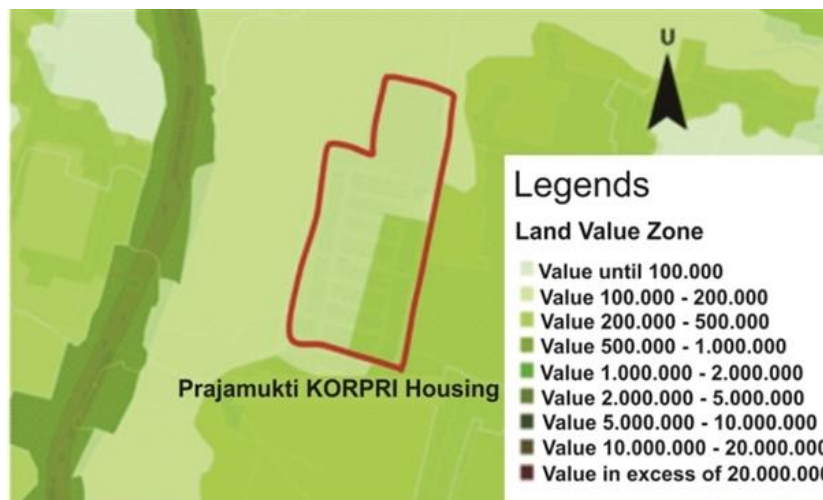 U
Legends
Land Value Zone
Value until 100.000
Value 100.000 - 200.000
Value 200.000 - 500.000
Value 500.000 - 1.000.000
Value 1.000.000 - 2.000.000
Value 2.000.000 - 5.000.000
Value 5.000.000 - 10.000.000
Value 10.000.000 - 20.000.000
Value in excess of 20.000.000
Prajamukti KORPRI Housing